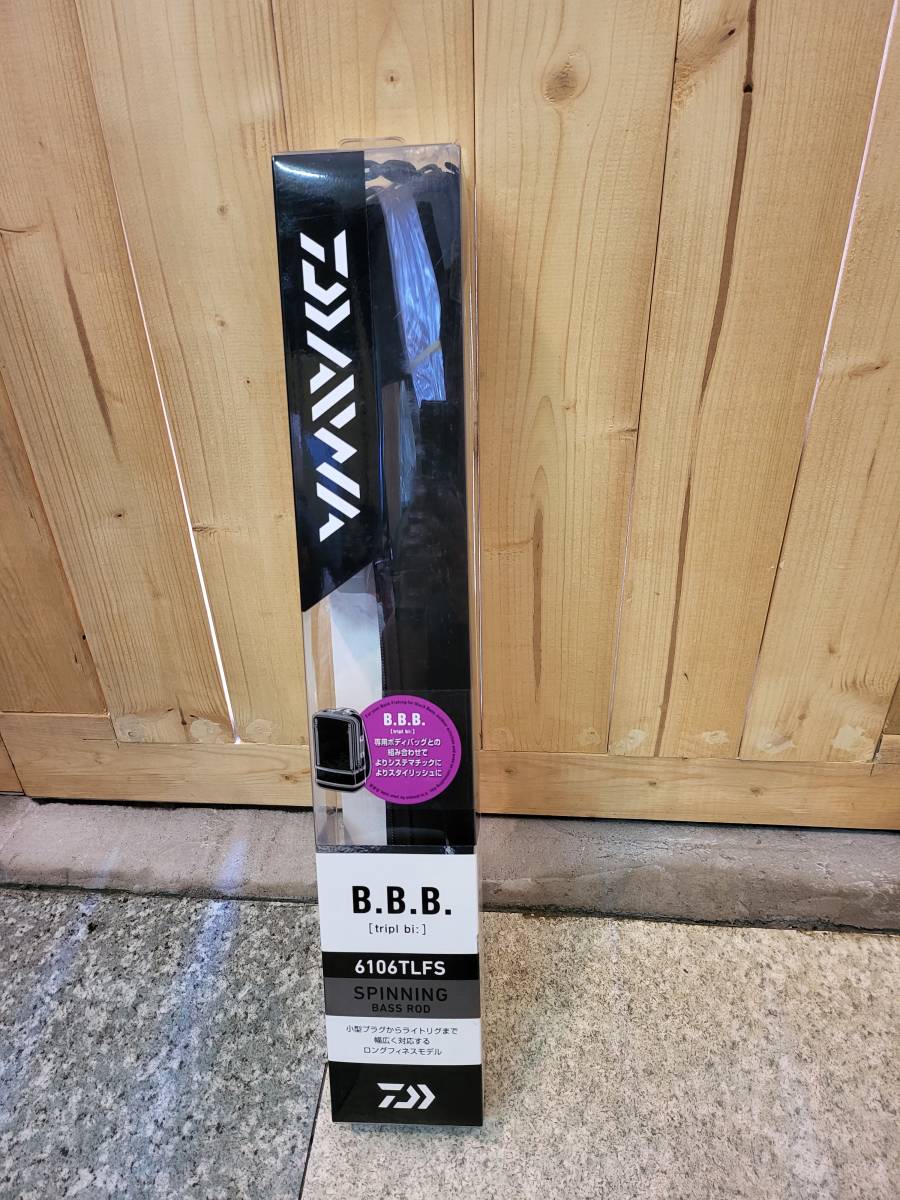 DAIWA
B.B.B.
[tripl bi:]
専用ボディバッグとの
組み合わせで
よりシステマチックに
よりスタイリッシュに
B.B.B.
[tripl bi:]
6106TLFS
SPINNING
BASS ROD
小型プラグからライトリグまで
幅広く対応する
ロングフィネスモデル